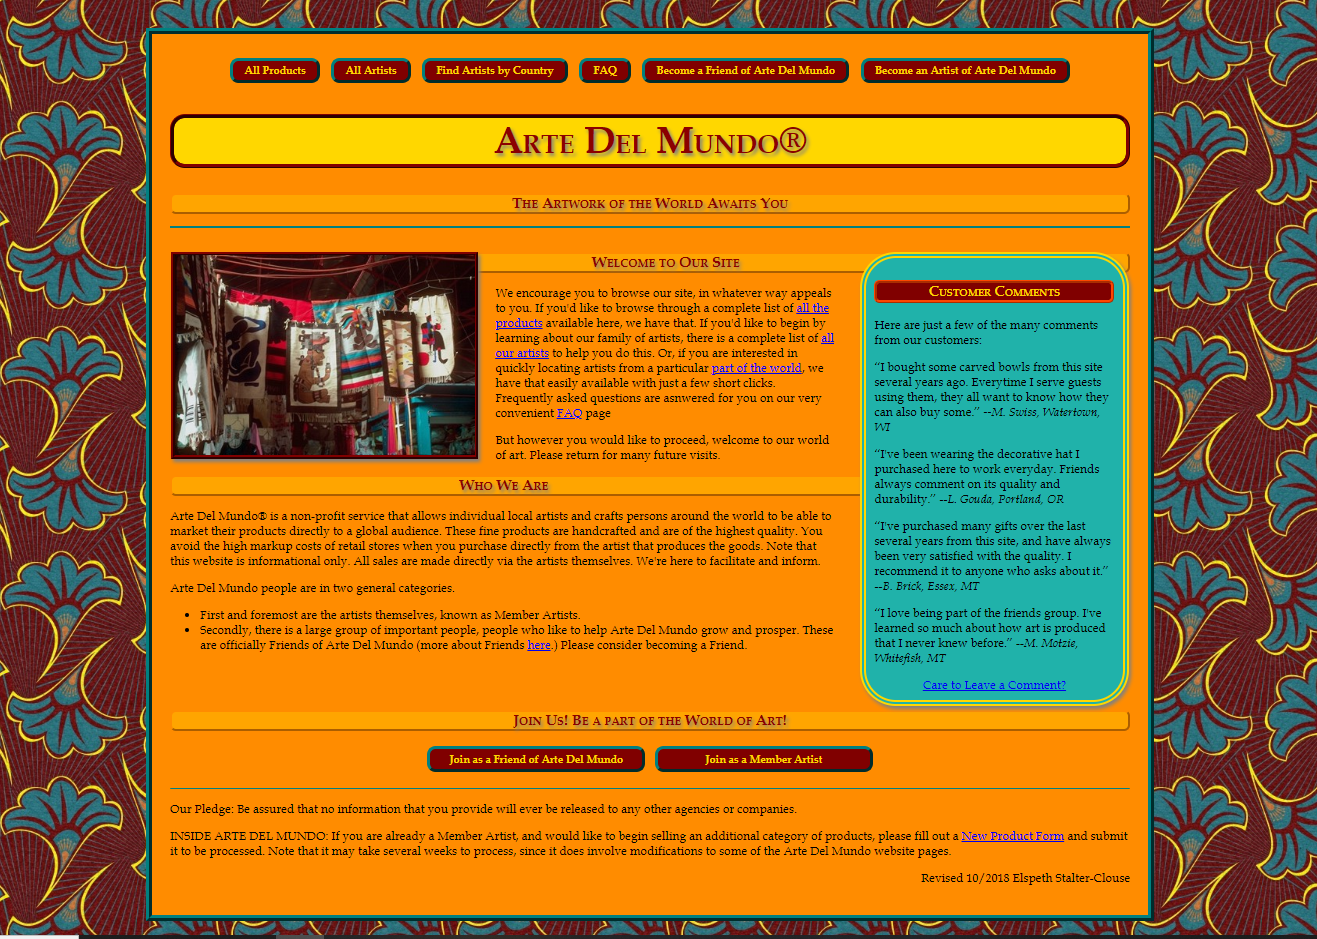 All Products
All Artists
Find Artists by Country
FAQ
Become a Friend of Arte Del Mundo
Become an Artist of Arte Del Mundo
Arte Del Mundo®
The Artwork of the World Awaits You
Welcome to Our Site
We encourage you to browse our site, in whatever way appeals
to you. If you'd like to browse through a complete list of all the
products available here, we have that. If you'd like to begin by
learning about our family of artists, there is a complete list of all
our artists to help you do this. Or, if you are interested in
quickly locating artists from a particular part of the world, we
have that easily available with just a few short clicks.
Frequently asked questions are asnwered for you on our very
convenient FAQ page
But however you would like to proceed, welcome to our world
of art. Please return for many future visits.
Who We Are
Arte Del Mundo® is a non-profit service that allows individual local artists and crafts persons around the world to be able to
market their products directly to a global audience. These fine products are handcrafted and are of the highest quality. You
avoid the high markup costs of retail stores when you purchase directly from the artist that produces the goods. Note that
this website is informational only. All sales are made directly via the artists themselves. We're here to facilitate and inform.
Arte Del Mundo people are in two general categories.
• First and foremost are the artists themselves, known as Member Artists.
• Secondly, there is a large group of important people, people who like to help Arte Del Mundo grow and prosper. These
are officially Friends of Arte Del Mundo (more about Friends here.) Please consider becoming a Friend.
Customer Comments
Here are just a few of the many comments
from our customers:
“I bought some carved bowls from this site
several years ago. Everytime I serve guests
using them, they all want to know how they
can also buy some.” --M. Swiss, Watertown,
WI
“I've been wearing the decorative hat I
purchased here to work everyday. Friends
always comment on its quality and
durability.” --L. Gouda, Portland, OR
“I've purchased many gifts over the last
several years from this site, and have always
been very satisfied with the quality. I
recommend it to anyone who asks about it.”
--B. Brick, Essex, MT
“I love being part of the friends group. I've
learned so much about how art is produced
that I never knew before.” --M. Motzie,
Whitefish, MT
Care to Leave a Comment?
Join Us! Be a part of the World of Art!
Join as a Friend of Arte Del Mundo
Join as a Member Artist
Our Pledge: Be assured that no information that you provide will ever be released to any other agencies or companies.
INSIDE ARTE DEL MUNDO: If you are already a Member Artist, and would like to begin selling an additional category of products, please fill out a New Product Form and submit
it to be processed. Note that it may take several weeks to process, since it does involve modifications to some of the Arte Del Mundo website pages.
Revised 10/2018 Elspeth Stalter-Clouse